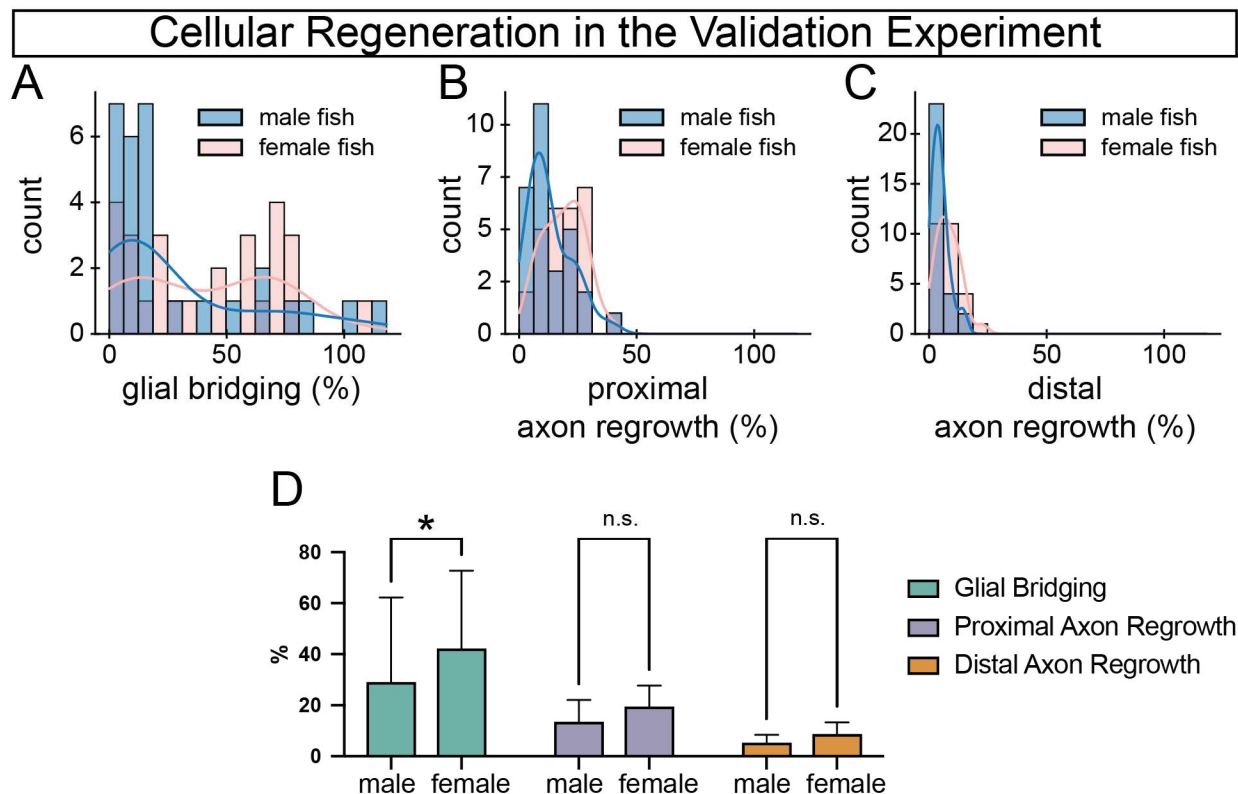 Cellular Regeneration in the Validation Experiment
A
count
6
4
2
0
0 50 100
glial bridging (%)
male fish
female fish
B
count
10
7
5
2
0
0 50 100
proximal
axon regrowth (%)
male fish
female fish
C
count
20
15
10
5
0
0 50 100
distal
axon regrowth (%)
male fish
female fish
D
%
80
60
40
20
0
*
n.s.
n.s.
male female male female male female
Glial Bridging
Proximal Axon Regrowth
Distal Axon Regrowth